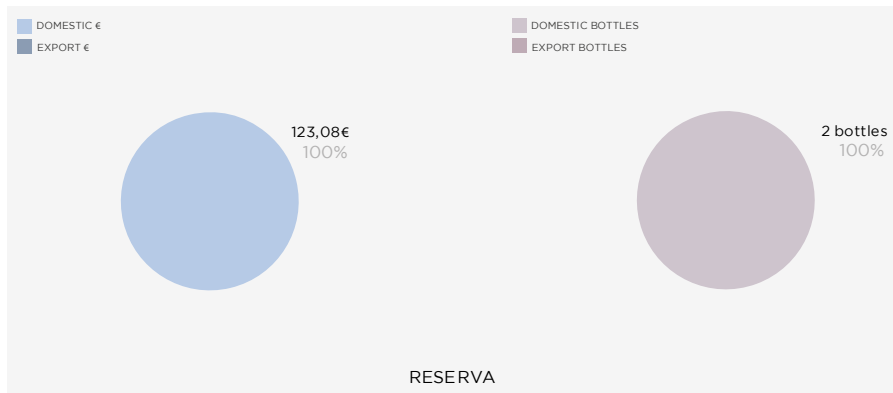 DOMESTIC €
EXPORT €
DOMESTIC BOTTLES
EXPORT BOTTLES
123,08€
100%
2 bottles
100%
RESERVA